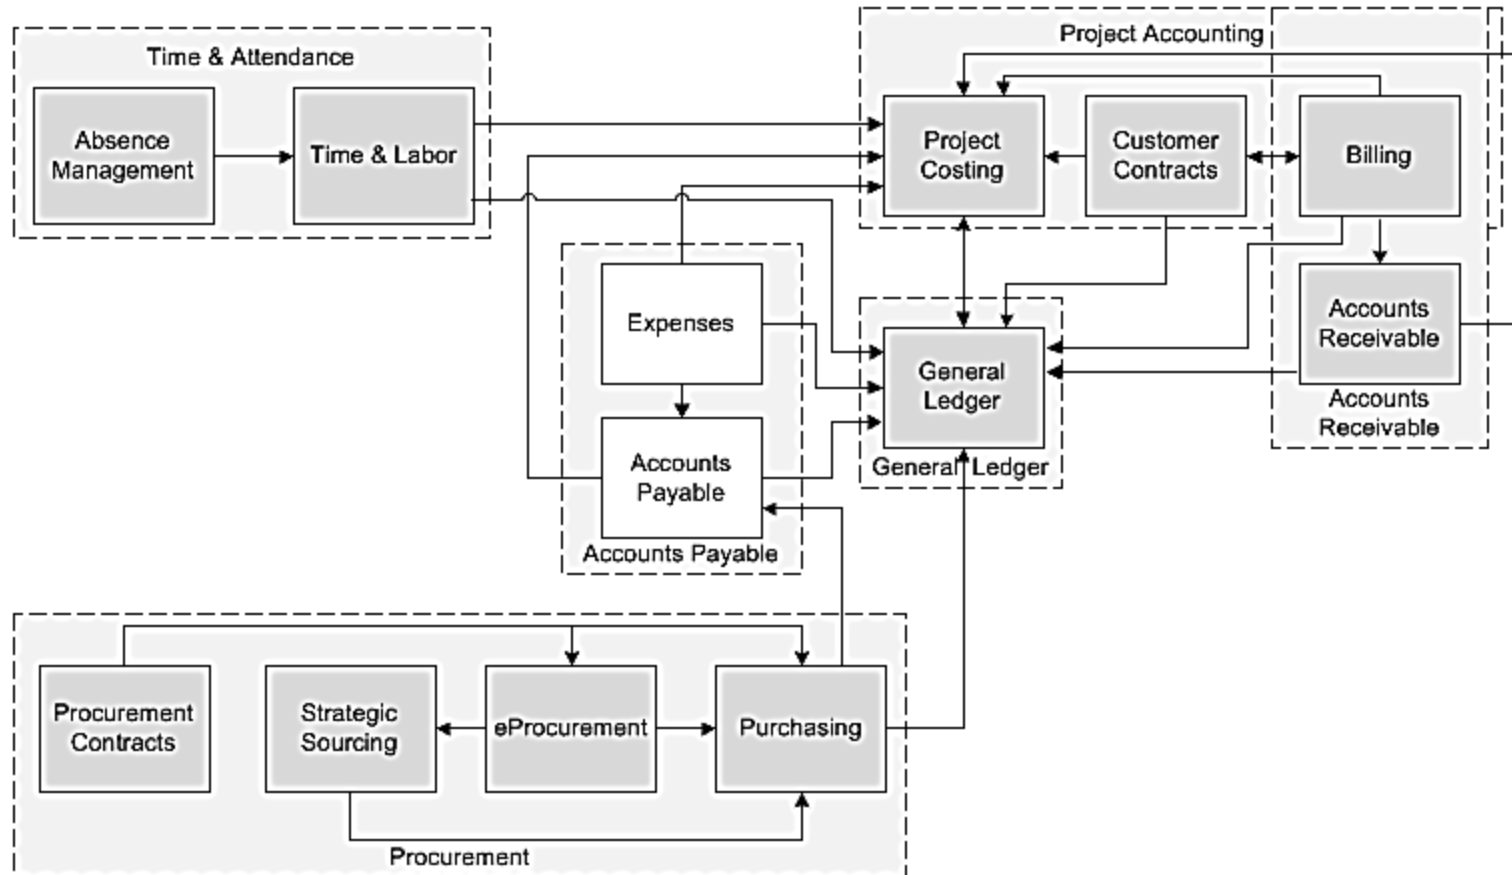 Time & Attendance
Project Accounting
Absence
Management
Time & Labor
Project
Costing
Customer
Contracts
Billing
Expenses
General
Ledger
Accounts
Receivable
Accounts
Receivable
General Ledger
Accounts
Payable
Accounts Payable
Procurement
Contracts
Strategic
Sourcing
eProcurement
Purchasing
Procurement